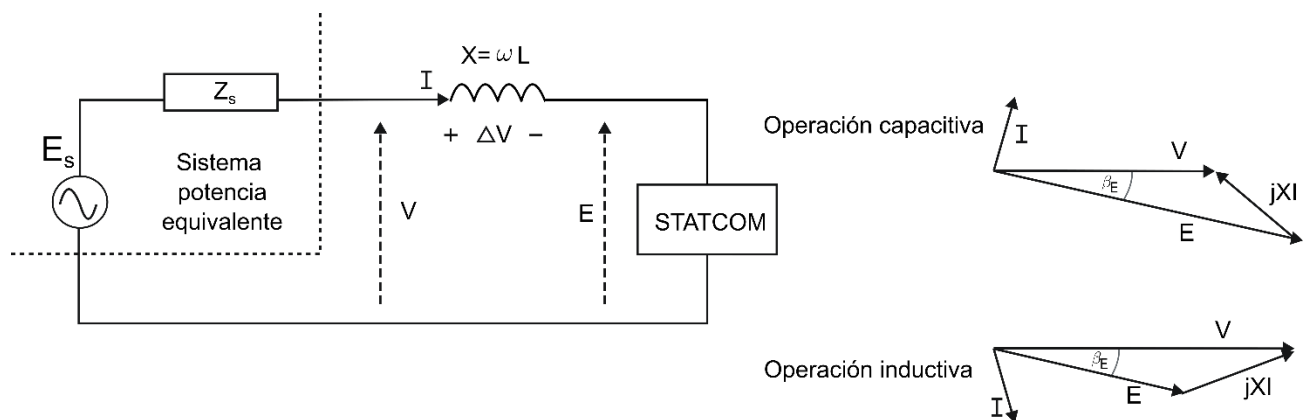 X= ω L
I
Z_s
+ ΔV −
E_s
Sistema
potencia
equivalente
V
E
STATCOM
Operación capacitiva
I
V
β_E
jXI
E
Operación inductiva
V
β_E
E
jXI
I